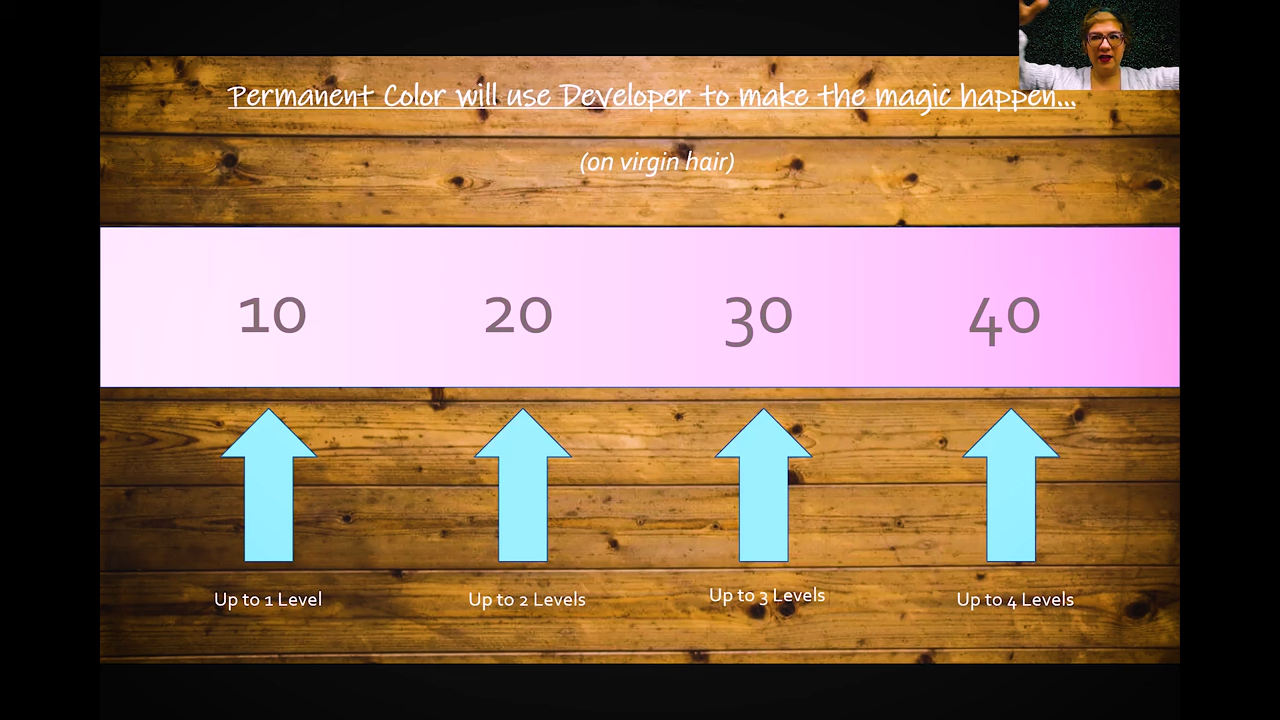 Permanent Color will use Developer to make the magic happen...
(on virgin hair)
10 20 30 40
Up to 1 Level Up to 2 Levels Up to 3 Levels Up to 4 Levels